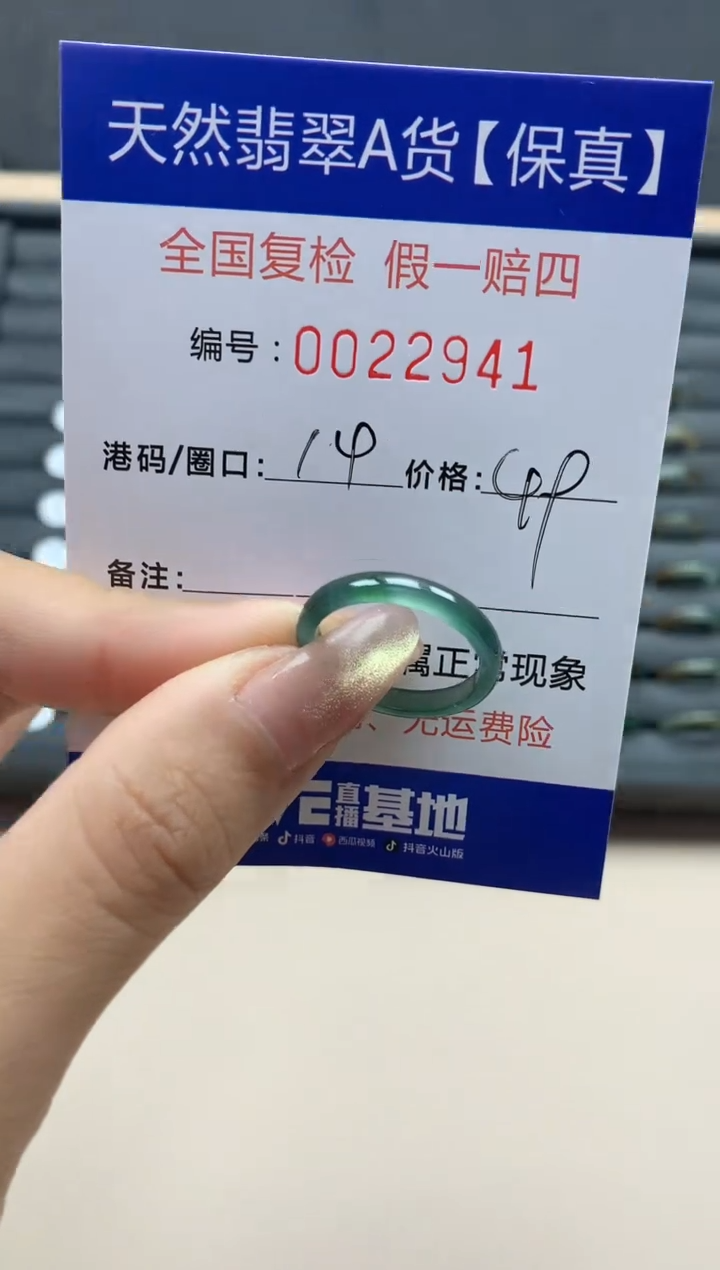 天然翡翠A货【保真】
全国复检 假一赔四
编号：0022941
港码/圈口：14 价格：
备注：
属正常现象
无运费险
直播基地
抖音 西瓜视频 抖音火山版